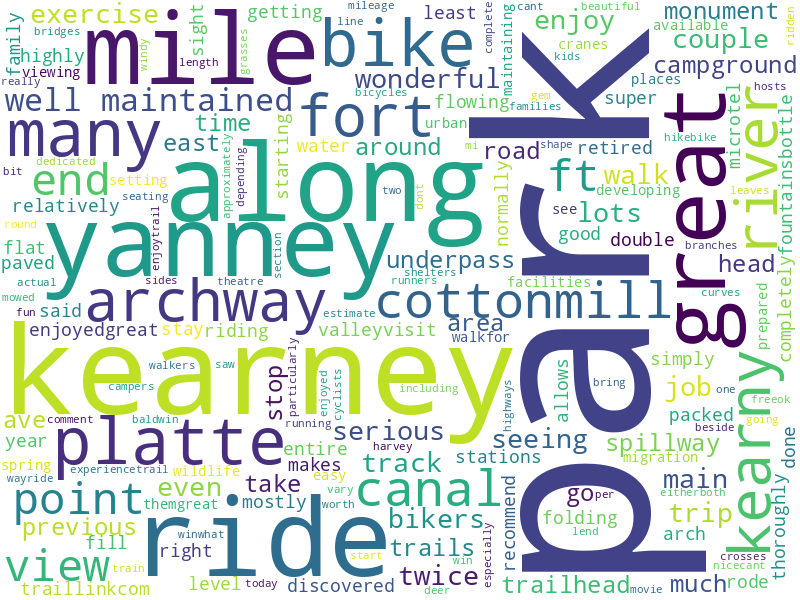 exercise
family
bridges
windy
grasses
getting
sight
highly
viewing
really
length
mile
mileage
line
bicycles
bike
least
complete
cant
beautiful
enjoy
available
maintaining
cranes
kids
families
gem
monument
couple
ridden
campground
places
super
hosts
wonderful
well maintained
fort
flowing
urban
mi
shape
retired
hikebike
microtel
many
time
east
starting
water
around
road
normally
dedicated
bit
end
setting
approximately
depending
along
two
dont
ft
walk
developing
great
river
leaves
fountainsbottle
relatively
seating
round
enjoytrail
flat
paved
actual
mowed
yanney
section
see
lots
good
double
branches
underpass
facilities
head
completely
sides
theatre
shelters
runners
fun
said
archway
estimate
cottonmill
curves
prepared
enjoyedgreat
stay
riding
valleyvisit
area
walkfor
park
simply
kearney
walkers
saw
campers
stop
particularly
enjoyed
cyclists
including
allows
bring
job
one
freeok
going
packed
beside
ave
comment
baldwin
running
harvey
highways
year
platte
serious
seeing
spillway
kearny
done
spring
experiencetrail
wildlife
entire
makes
easy
track
stations
migration
eitherboth
wayride
themgreat
even
take
vary
worth
canal
go
per
main
point
mostly
recommend
folding
trip
thoroughly
previous
fill
winwhat
bikers
lend
arch
right
ride
start
trails
especially
crosses
view
train
level
today
win
nicecant
traillinkcom
discovered
deer
twice
trailhead
movie
much
rode